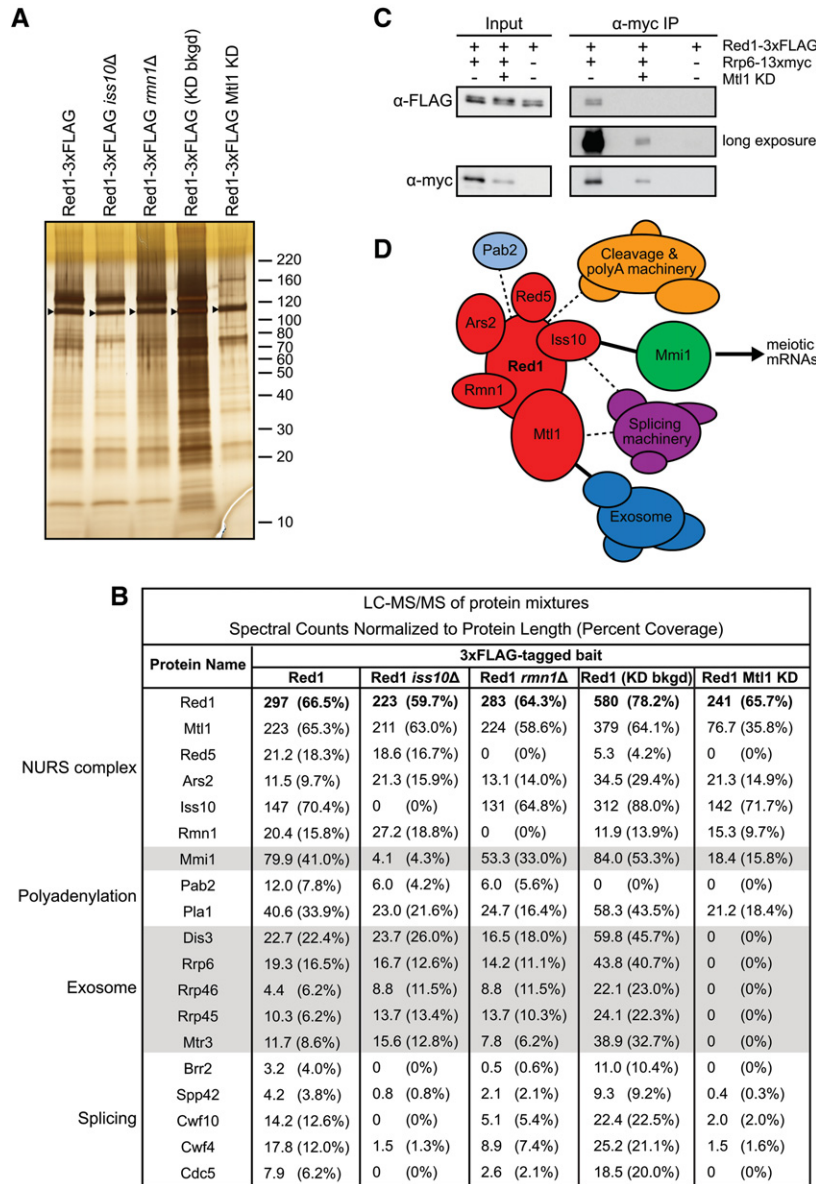 A
Red1-3xFLAG
Red1-3xFLAG iss10Δ
Red1-3xFLAG rmn1Δ
Red1-3xFLAG (KD bkgd)
Red1-3xFLAG Mtl1 KD
220
160
120
100
80
70
60
50
40
30
20
10
C
Input
α-myc IP
+ + + + + + Red1-3xFLAG
+ + - + + - Rrp6-13xmyc
- + - - + - Mtl1 KD
α-FLAG
long exposure
α-myc
D
Pab2
Cleavage &
polyA machinery
Red5
Ars2
Iss10
Red1
Mmi1
meiotic
mRNAs
Rmn1
Mtl1
Splicing
machinery
Exosome
B
LC-MS/MS of protein mixtures
Spectral Counts Normalized to Protein Length (Percent Coverage)
Protein Name
3xFLAG-tagged bait
Red1 Red1 iss10Δ Red1 rmn1Δ Red1 (KD bkgd) Red1 Mtl1 KD
NURS complex
Red1 297 (66.5%) 223 (59.7%) 283 (64.3%) 580 (78.2%) 241 (65.7%)
Mtl1 223 (65.3%) 211 (63.0%) 224 (58.6%) 379 (64.1%) 76.7 (35.8%)
Red5 21.2 (18.3%) 18.6 (16.7%) 0 (0%) 5.3 (4.2%) 0 (0%)
Ars2 11.5 (9.7%) 21.3 (15.9%) 13.1 (14.0%) 34.5 (29.4%) 21.3 (14.9%)
Iss10 147 (70.4%) 0 (0%) 131 (64.8%) 312 (88.0%) 142 (71.7%)
Rmn1 20.4 (15.8%) 27.2 (18.8%) 0 (0%) 11.9 (13.9%) 15.3 (9.7%)
Mmi1 79.9 (41.0%) 4.1 (4.3%) 53.3 (33.0%) 84.0 (53.3%) 18.4 (15.8%)
Polyadenylation
Pab2 12.0 (7.8%) 6.0 (4.2%) 6.0 (5.6%) 0 (0%) 0 (0%)
Pla1 40.6 (33.9%) 23.0 (21.6%) 24.7 (16.4%) 58.3 (43.5%) 21.2 (18.4%)
Exosome
Dis3 22.7 (22.4%) 23.7 (26.0%) 16.5 (18.0%) 59.8 (45.7%) 0 (0%)
Rrp6 19.3 (16.5%) 16.7 (12.6%) 14.2 (11.1%) 43.8 (40.7%) 0 (0%)
Rrp46 4.4 (6.2%) 8.8 (11.5%) 8.8 (11.5%) 22.1 (23.0%) 0 (0%)
Rrp45 10.3 (6.2%) 13.7 (13.4%) 13.7 (10.3%) 24.1 (22.3%) 0 (0%)
Mtr3 11.7 (8.6%) 15.6 (12.8%) 7.8 (6.2%) 38.9 (32.7%) 0 (0%)
Splicing
Brr2 3.2 (4.0%) 0 (0%) 0.5 (0.6%) 11.0 (10.4%) 0 (0%)
Spp42 4.2 (3.8%) 0.8 (0.8%) 2.1 (2.1%) 9.3 (9.2%) 0.4 (0.3%)
Cwf10 14.2 (12.6%) 0 (0%) 5.1 (5.4%) 22.4 (22.5%) 2.0 (2.0%)
Cwf4 17.8 (12.0%) 1.5 (1.3%) 8.9 (7.4%) 25.2 (21.1%) 1.5 (1.6%)
Cdc5 7.9 (6.2%) 0 (0%) 2.6 (2.1%) 18.5 (20.0%) 0 (0%)